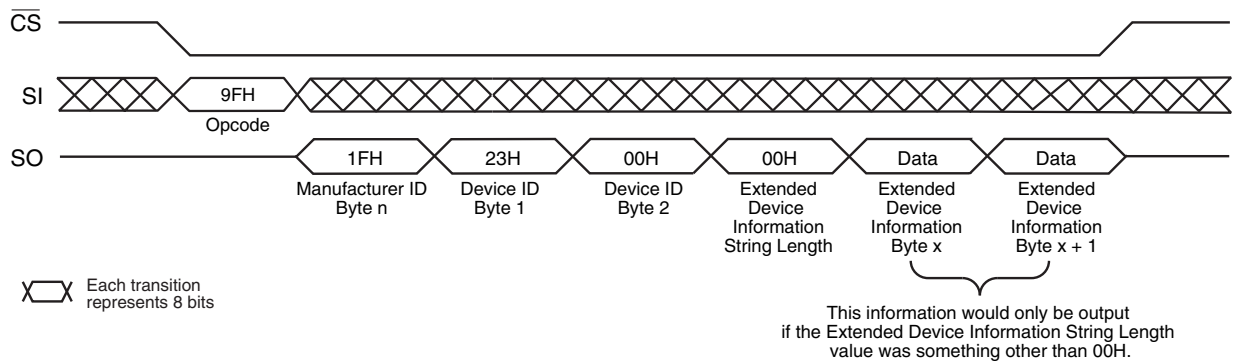 CS
SI
9FH
Opcode
SO
1FH
23H
00H
00H
Data
Data
Manufacturer ID
Byte n
Device ID
Byte 1
Device ID
Byte 2
Extended
Device
Information
String Length
Extended
Device
Information
Byte x
Extended
Device
Information
Byte x + 1
Each transition
represents 8 bits
This information would only be output
if the Extended Device Information String Length
value was something other than 00H.